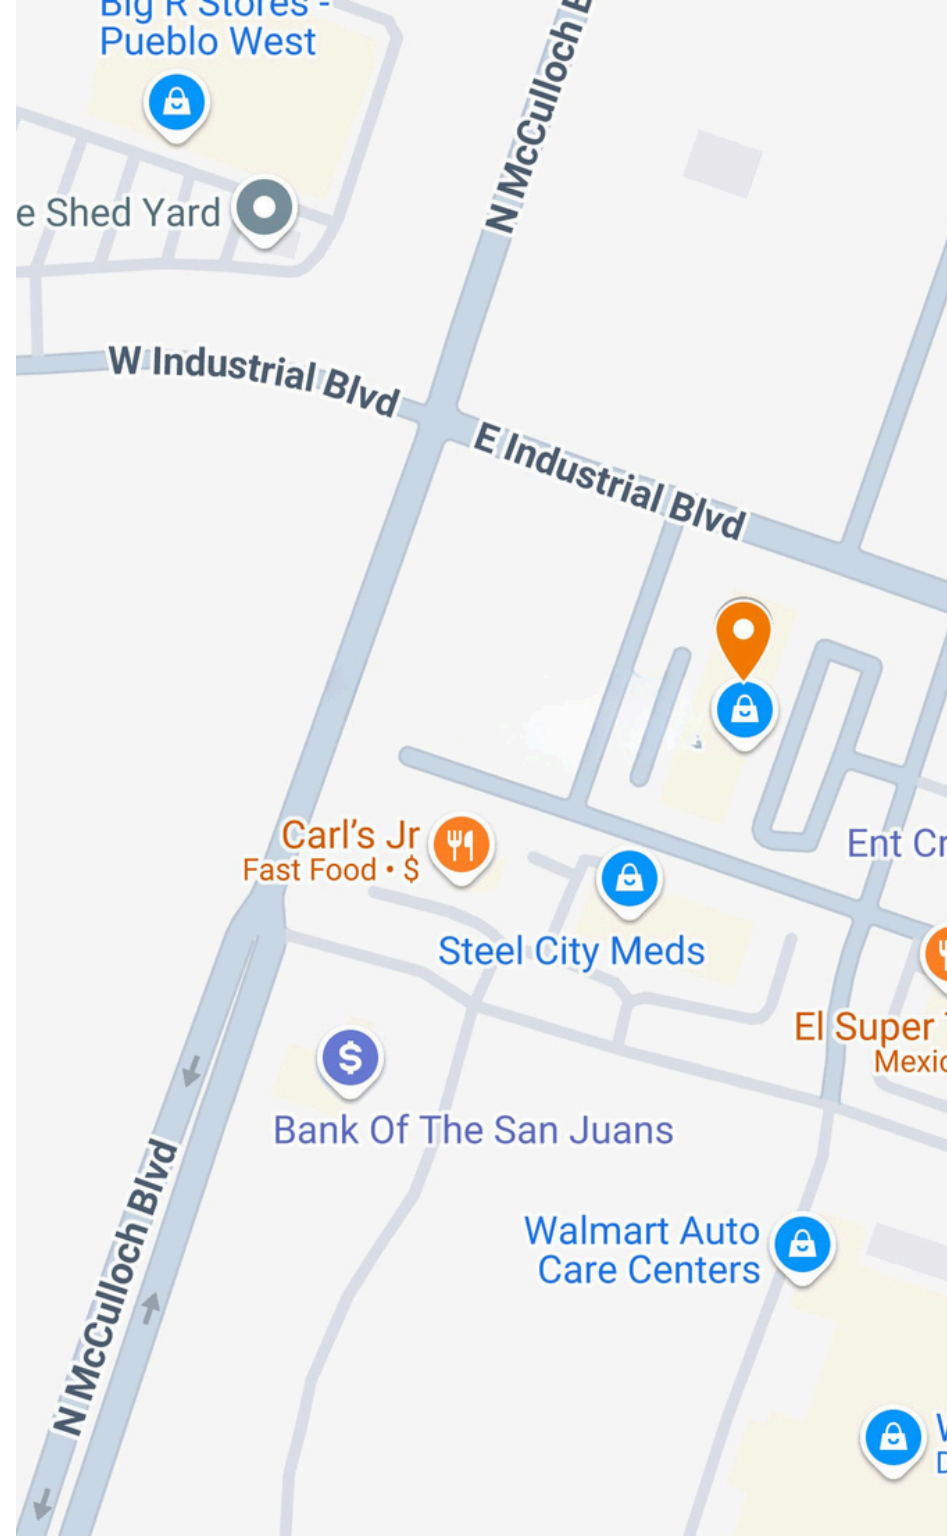 Big R Stores -
Pueblo West
N McCulloch B
e Shed Yard
W Industrial Blvd
E Industrial Blvd
Carl's Jr
Fast Food • $
Ent Cr
Steel City Meds
El Super
Mexic
$
Bank Of The San Juans
N McCulloch Blvd
Walmart Auto
Care Centers
W
D